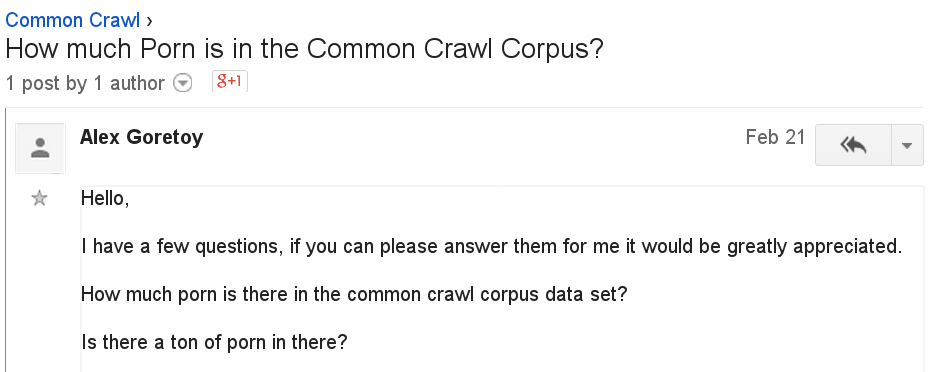 Common Crawl ›
How much Porn is in the Common Crawl Corpus?
1 post by 1 author g+1
Alex Goretoy Feb 21
Hello,
I have a few questions, if you can please answer them for me it would be greatly appreciated.
How much porn is there in the common crawl corpus data set?
Is there a ton of porn in there?